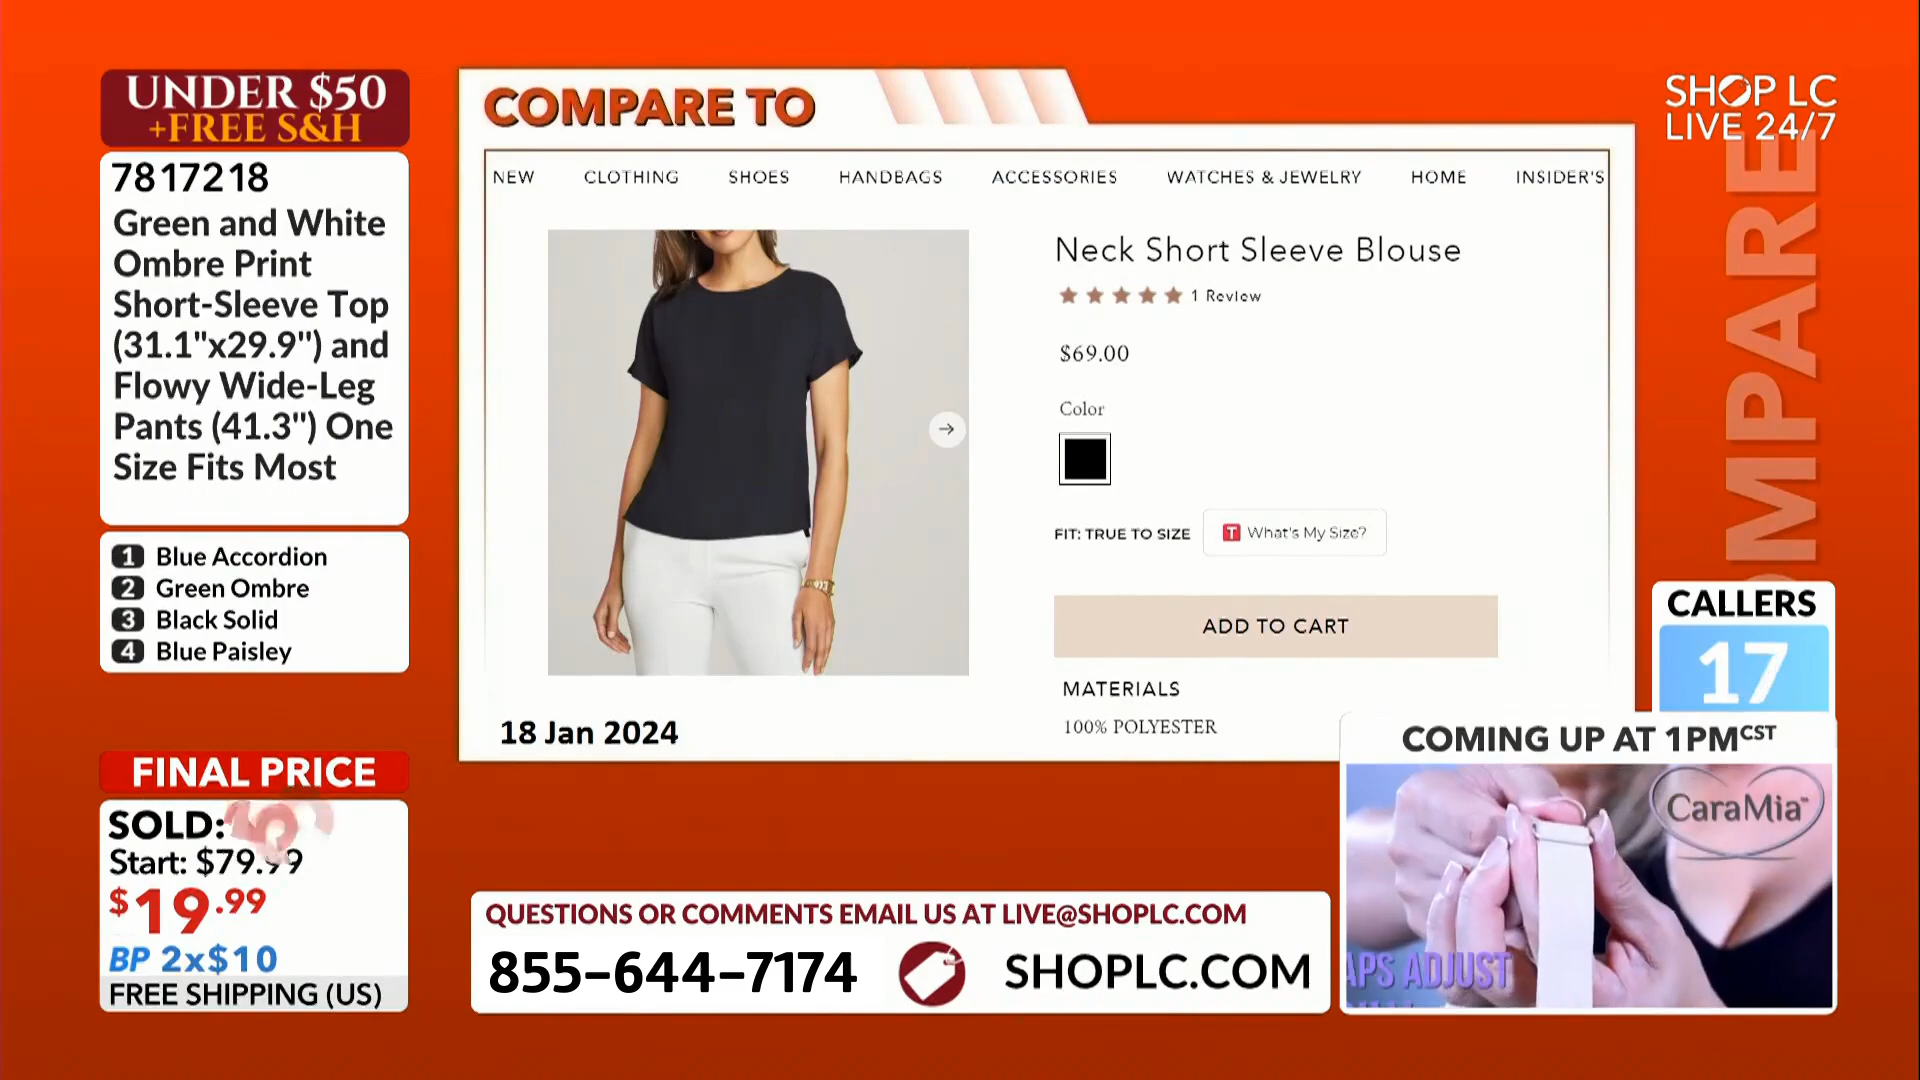 UNDER $50
+FREE S&H
7817218
Green and White
Ombre Print
Short-Sleeve Top
(31.1"x29.9") and
Flowy Wide-Leg
Pants (41.3") One
Size Fits Most
1 Blue Accordion
2 Green Ombre
3 Black Solid
4 Blue Paisley
FINAL PRICE
SOLD:
Start: $79.99
$19.99
BP 2x$10
FREE SHIPPING (US)
COMPARE TO
NEW CLOTHING SHOES HANDBAGS ACCESSORIES WATCHES & JEWELRY HOME INSIDER'S
Neck Short Sleeve Blouse
1 Review
$69.00
Color
FIT: TRUE TO SIZE T What's My Size?
ADD TO CART
MATERIALS
100% POLYESTER
18 Jan 2024
QUESTIONS OR COMMENTS EMAIL US AT LIVE@SHOPLC.COM
855-644-7174 SHOPLC.COM
SHOP LC
LIVE 24/7
MPARE
CALLERS
17
COMING UP AT 1PM CST
CaraMia™
APS ADJUST